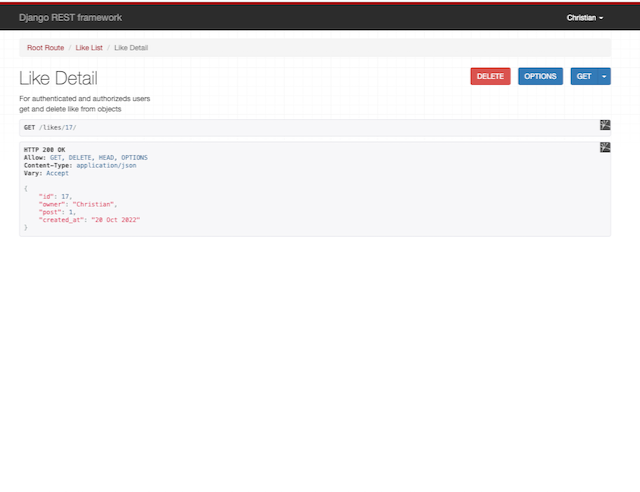 Django REST framework
Christian
Root Route / Like List / Like Detail
Like Detail
DELETE
OPTIONS
GET
For authenticated and authorizeds users
get and delete like from objects
GET /likes/17/
HTTP 200 OK
Allow: GET, DELETE, HEAD, OPTIONS
Content-Type: application/json
Vary: Accept
{
"id": 17,
"owner": "Christian",
"post": 1,
"created_at": "20 Oct 2022"
}